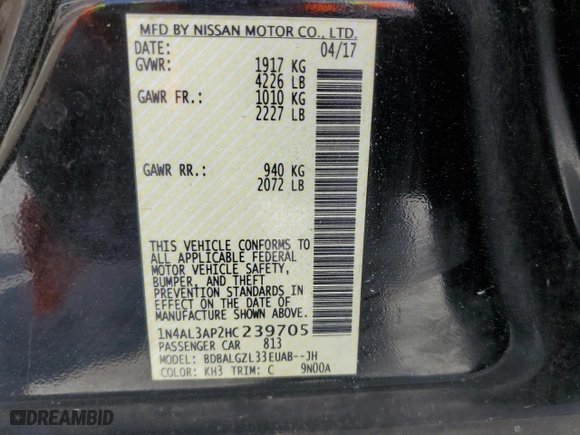 MFD BY NISSAN MOTOR CO., LTD.
DATE: 04/17
GVWR: 1917 KG
4226 LB
GAWR FR.: 1010 KG
2227 LB
GAWR RR.: 940 KG
2072 LB
THIS VEHICLE CONFORMS TO
ALL APPLICABLE FEDERAL
MOTOR VEHICLE SAFETY,
BUMPER, AND THEFT
PREVENTION STANDARDS IN
EFFECT ON THE DATE OF
MANUFACTURE SHOWN ABOVE.
1N4AL3AP2HC239705
PASSENGER CAR 813
MODEL: BDBALGZL33EUAB--JH
COLOR: KH3 TRIM: C 9N00A
DREAMBID